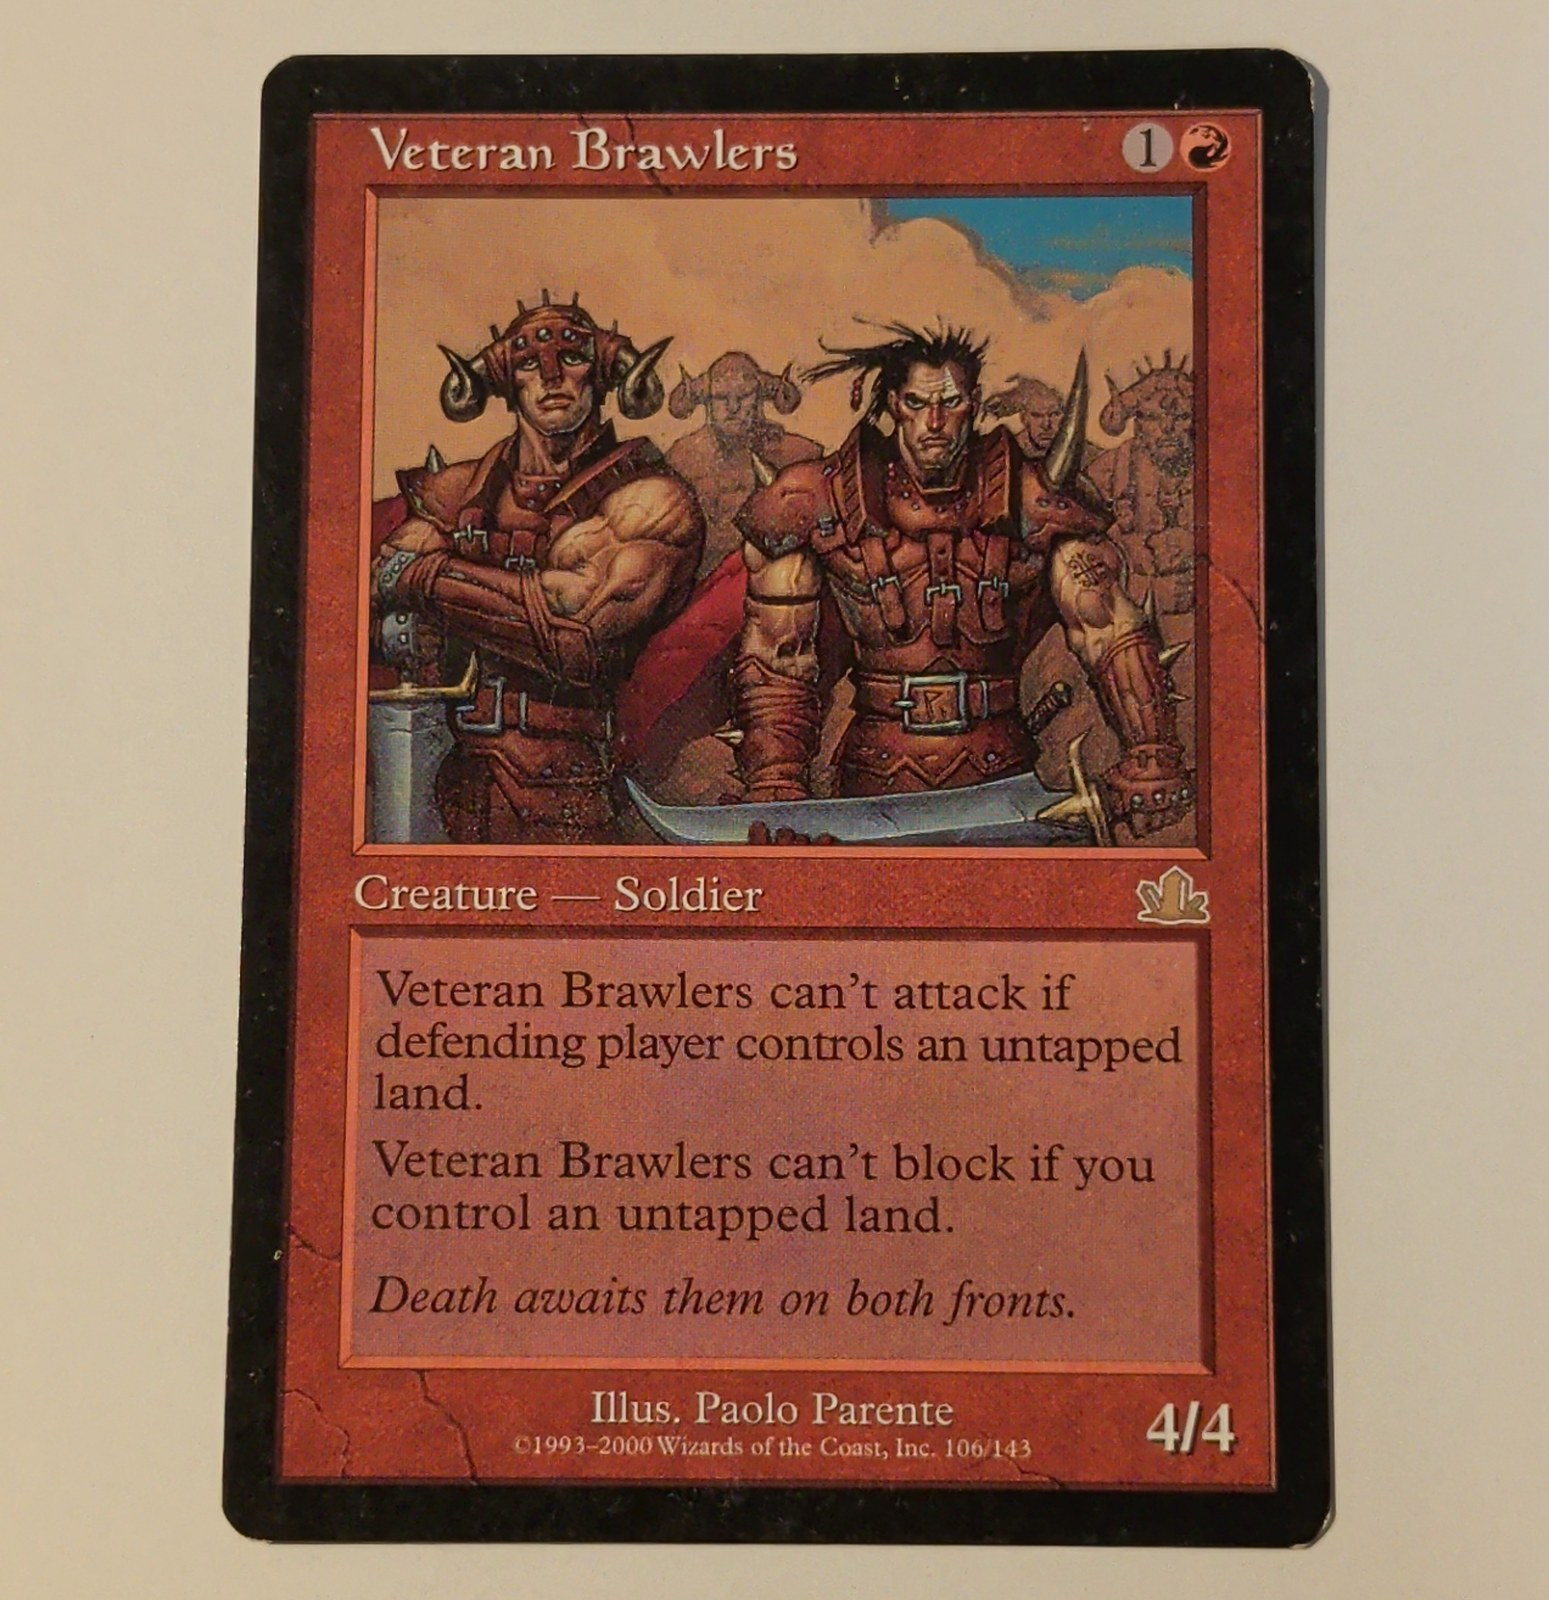 Veteran Brawlers 1
Creature — Soldier
Veteran Brawlers can't attack if
defending player controls an untapped
land.
Veteran Brawlers can't block if you
control an untapped land.
Death awaits them on both fronts.
Illus. Paolo Parente
©1993–2000 Wizards of the Coast, Inc. 106/143
4/4